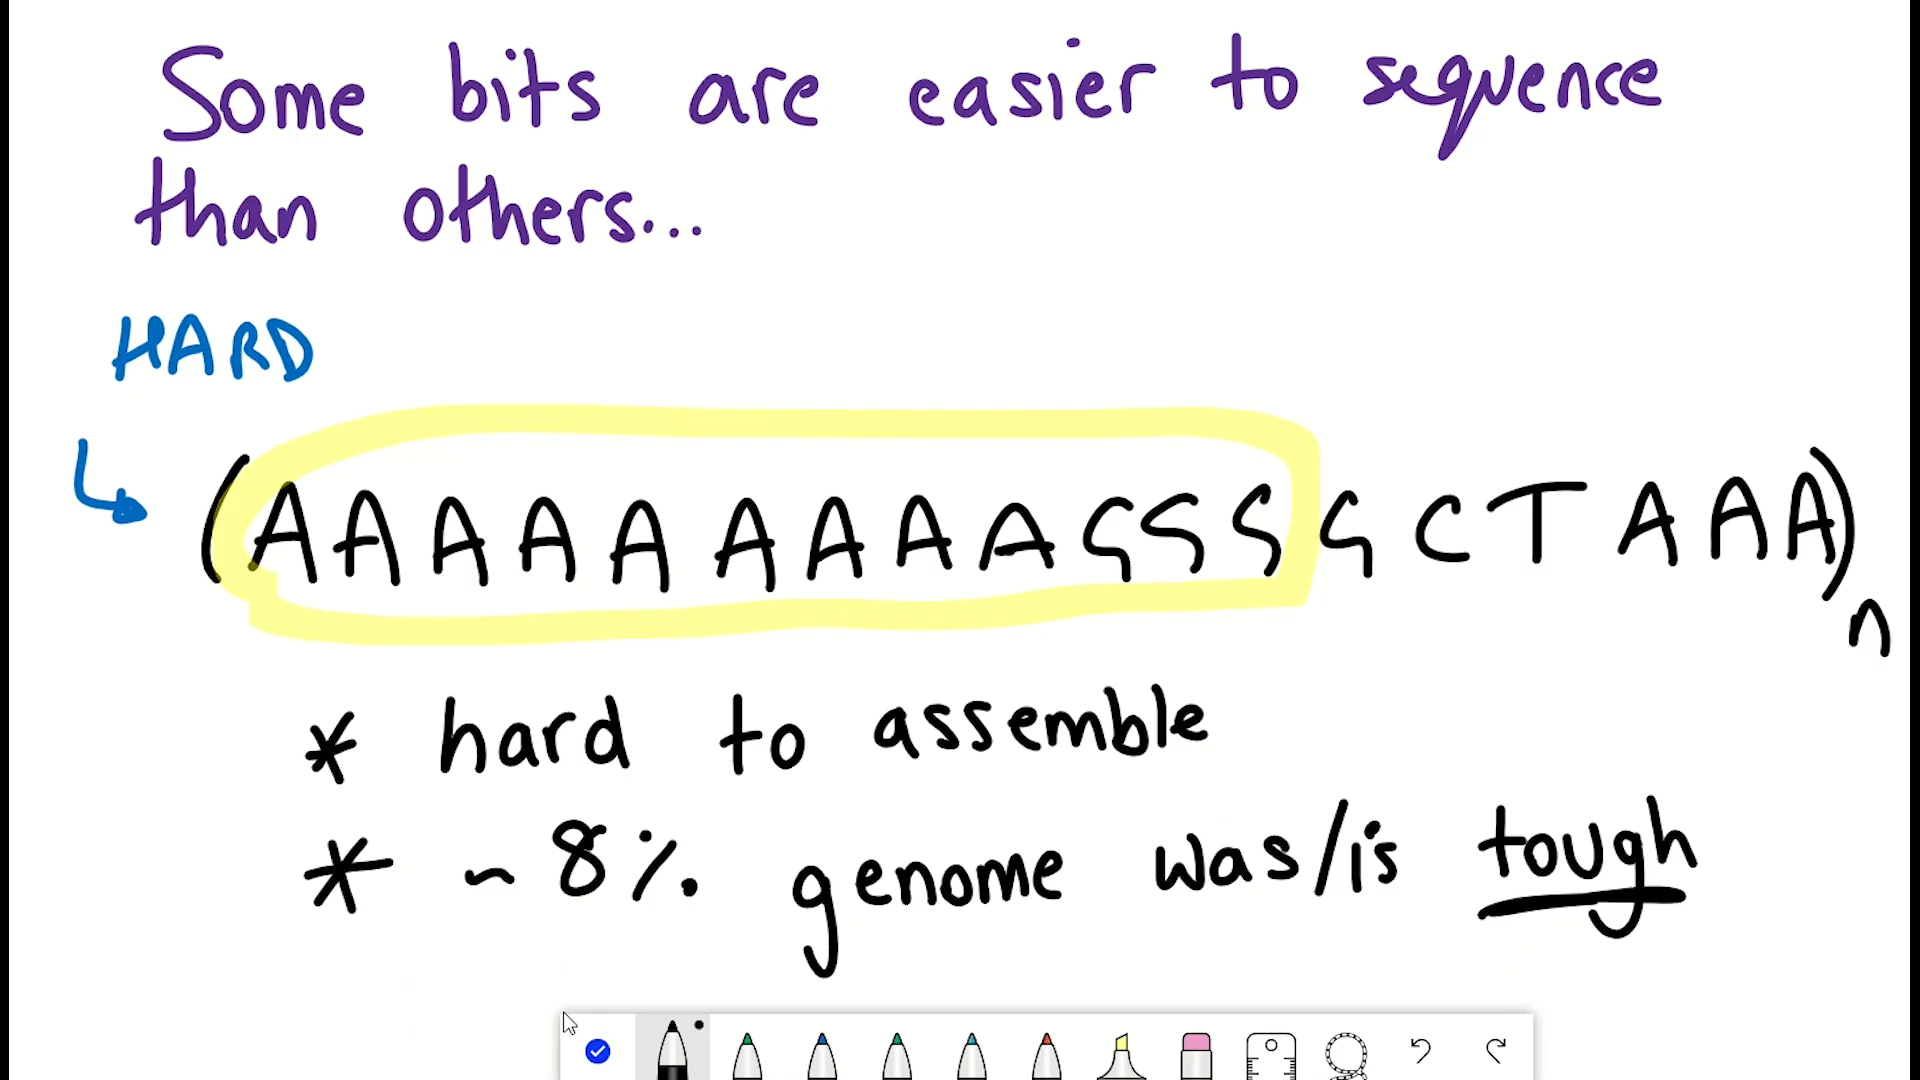 Some bits are easier to sequence
than others...
HARD
(AAAAAAAAAGGGGCTAAA)n
* hard to assemble
* ~8% genome was/is tough